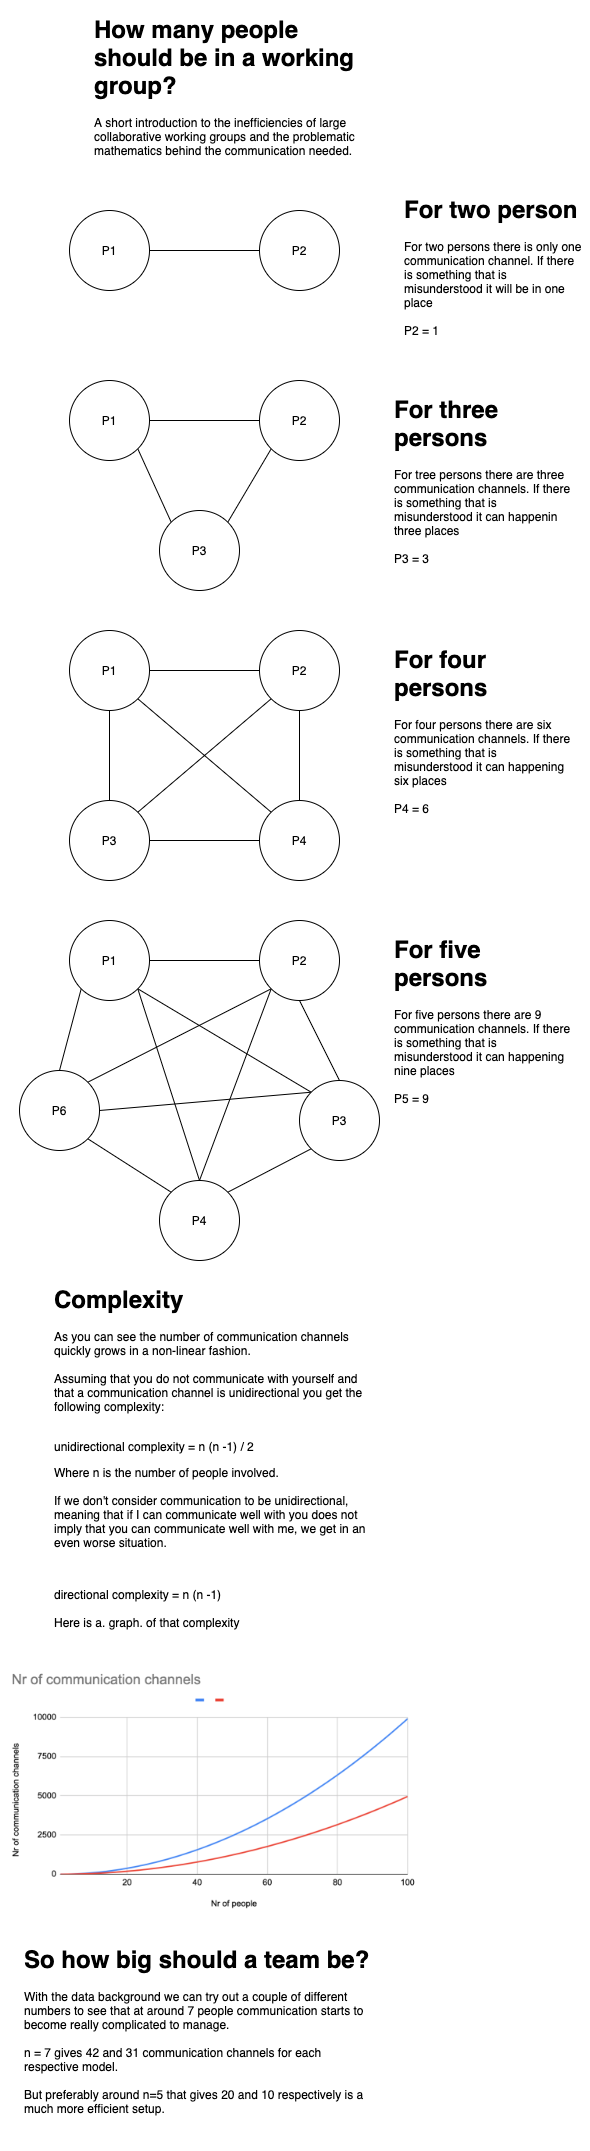 How many people
should be in a working
group?
A short introduction to the inefficiencies of large
collaborative working groups and the problematic
mathematics behind the communication needed.
P1
P2
For two person
For two persons there is only one
communication channel. If there
is something that is
misunderstood it will be in one
place
P2 = 1
P1
P2
P3
For three
persons
For tree persons there are three
communication channels. If there
is something that is
misunderstood it can happenin
three places
P3 = 3
P1
P2
P3
P4
For four
persons
For four persons there are six
communication channels. If there
is something that is
misunderstood it can happening
six places
P4 = 6
P1
P2
P6
P3
P4
For five
persons
For five persons there are 9
communication channels. If there
is something that is
misunderstood it can happening
nine places
P5 = 9
Complexity
As you can see the number of communication channels
quickly grows in a non-linear fashion.
Assuming that you do not communicate with yourself and
that a communication channel is unidirectional you get the
following complexity:
unidirectional complexity = n (n -1) / 2
Where n is the number of people involved.
If we don't consider communication to be unidirectional,
meaning that if I can communicate well with you does not
imply that you can communicate well with me, we get in an
even worse situation.
directional complexity = n (n -1)
Here is a. graph. of that complexity
Nr of communication channels
Nr of communication channels
10000
7500
5000
2500
0
20
40
60
80
100
Nr of people
So how big should a team be?
With the data background we can try out a couple of different
numbers to see that at around 7 people communication starts to
become really complicated to manage.
n = 7 gives 42 and 31 communication channels for each
respective model.
But preferably around n=5 that gives 20 and 10 respectively is a
much more efficient setup.